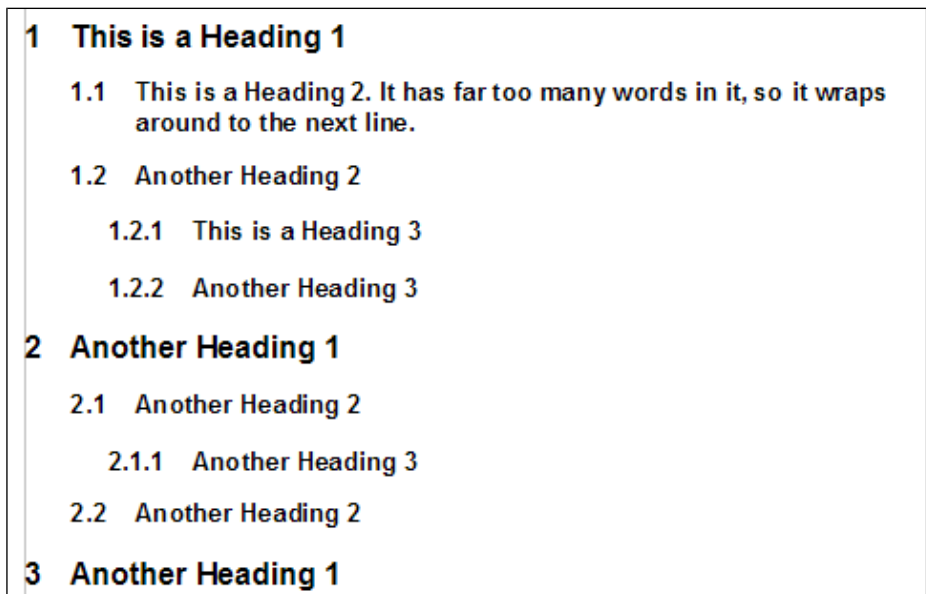 1 This is a Heading 1
1.1 This is a Heading 2. It has far too many words in it, so it wraps
around to the next line.
1.2 Another Heading 2
1.2.1 This is a Heading 3
1.2.2 Another Heading 3
2 Another Heading 1
2.1 Another Heading 2
2.1.1 Another Heading 3
2.2 Another Heading 2
3 Another Heading 1